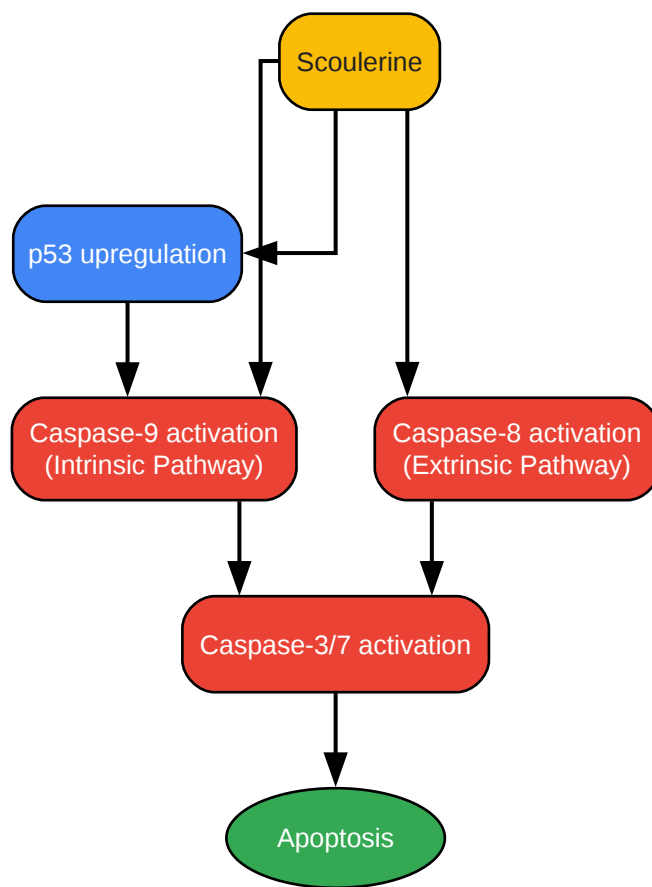 Scoulerine
p53 upregulation
Caspase-9 activation
(Intrinsic Pathway)
Caspase-8 activation
(Extrinsic Pathway)
Caspase-3/7 activation
Apoptosis